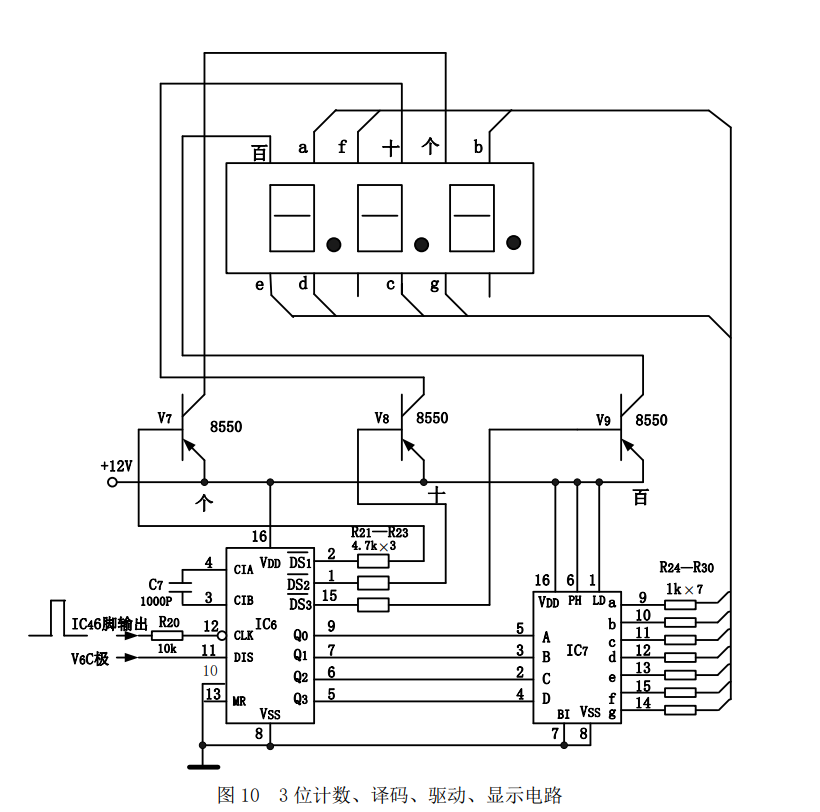 百 a f 十 个 b
e d c g
V7 8550 V8 8550 V9 8550
+12V
个 十 百
16 R21—R23
4.7k×3
4 CIA VDD DS1 2
C7 1000P DS2 1
3 CIB DS3 15
IC6
IC46脚输出 R20 12 CLK Q0 9
10k
V6C极 11 DIS Q1 7
10 Q2 6
13 MR Q3 5
VSS
8
R24—R30
16 6 1 1k×7
VDD PH LD a 9
b 10
5 A c 11
3 B IC7 d 12
2 C e 13
4 D f 15
BI VSS g 14
7 8
图 10 3 位计数、译码、驱动、显示电路